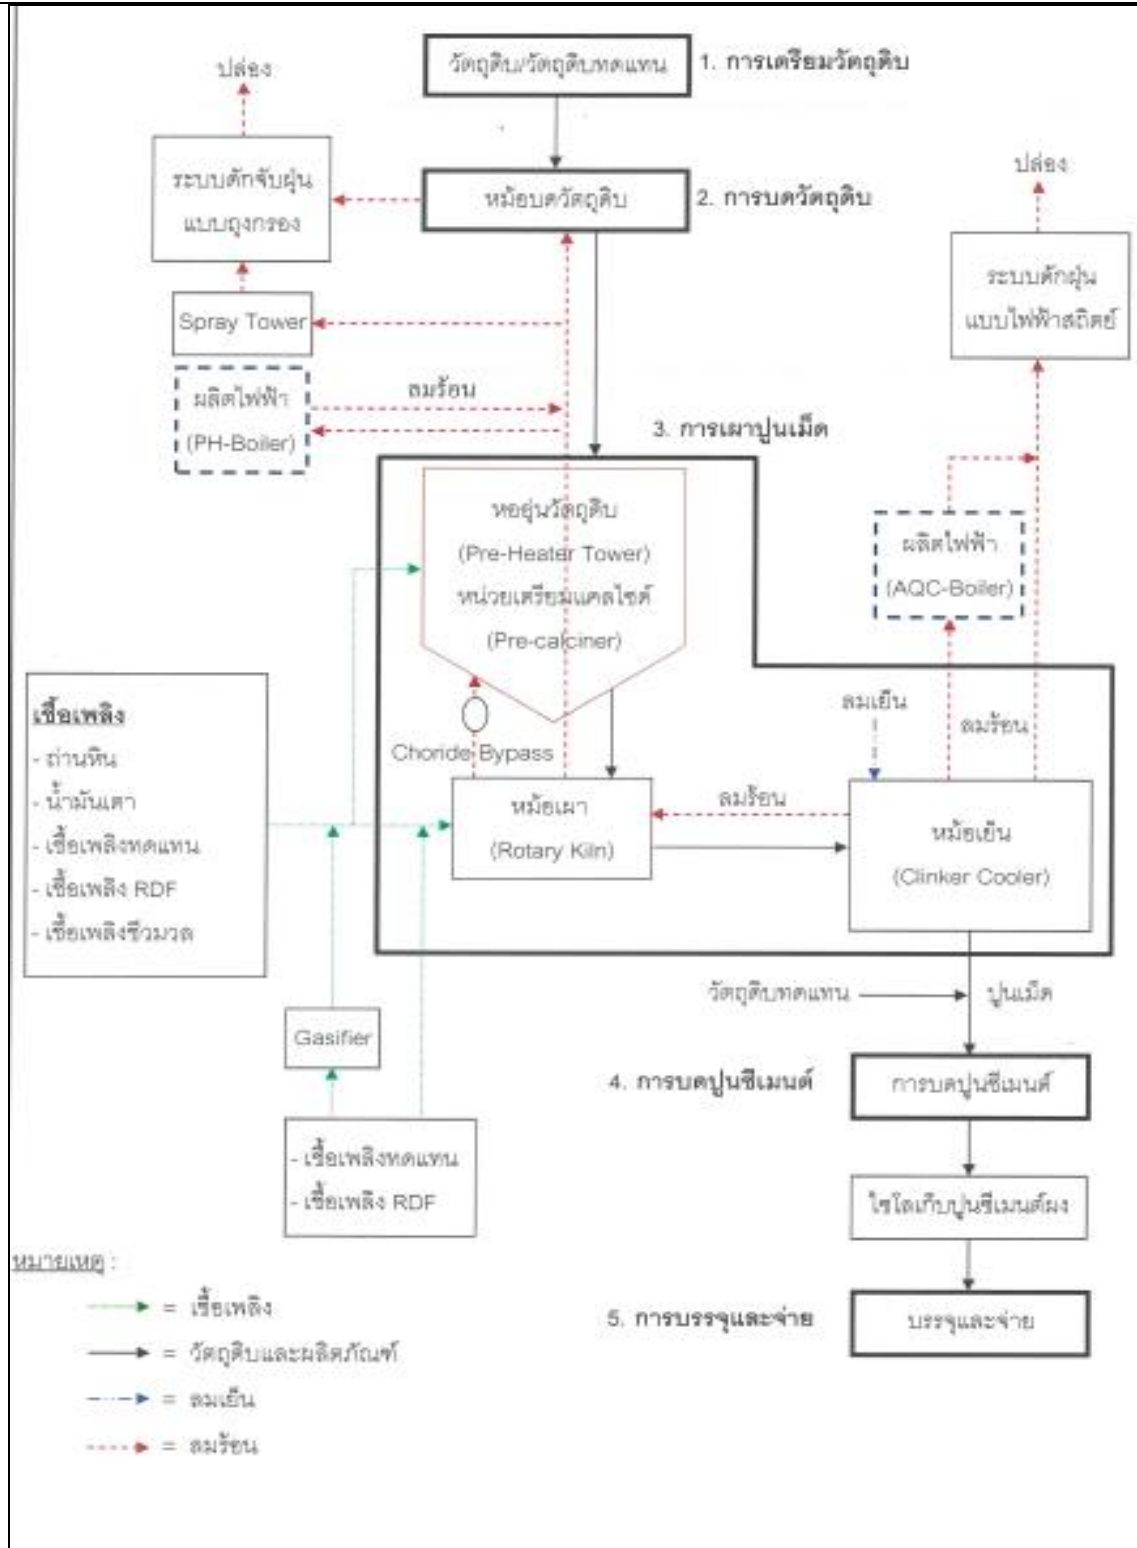 วัตถุดิบ/วัตถุดิบทดแทน
1. การเตรียมวัตถุดิบ
ปล่อง
ระบบดักจับฝุ่น
แบบถุงกรอง
หม้อบดวัตถุดิบ
2. การบดวัตถุดิบ
ปล่อง
ระบบดักฝุ่น
แบบไฟฟ้าสถิตย์
Spray Tower
ผลิตไฟฟ้า
(PH-Boiler)
ลมร้อน
3. การเผาปูนเม็ด
หออุ่นวัตถุดิบ
(Pre-Heater Tower)
หน่วยเตรียมแคลไซด์
(Pre-calciner)
ผลิตไฟฟ้า
(AQC-Boiler)
ลมเย็น
ลมร้อน
Choride Bypass
เชื้อเพลิง
- ถ่านหิน
- น้ำมันเตา
- เชื้อเพลิงทดแทน
- เชื้อเพลิง RDF
- เชื้อเพลิงชีวมวล
หม้อเผา
(Rotary Kiln)
ลมร้อน
หม้อเย็น
(Clinker Cooler)
วัตถุดิบทดแทน
ปูนเม็ด
Gasifier
4. การบดปูนซีเมนต์
การบดปูนซีเมนต์
- เชื้อเพลิงทดแทน
- เชื้อเพลิง RDF
ไซโลเก็บปูนซีเมนต์ผง
5. การบรรจุและจ่าย
บรรจุและจ่าย
หมายเหตุ :
= เชื้อเพลิง
= วัตถุดิบและผลิตภัณฑ์
= ลมเย็น
= ลมร้อน